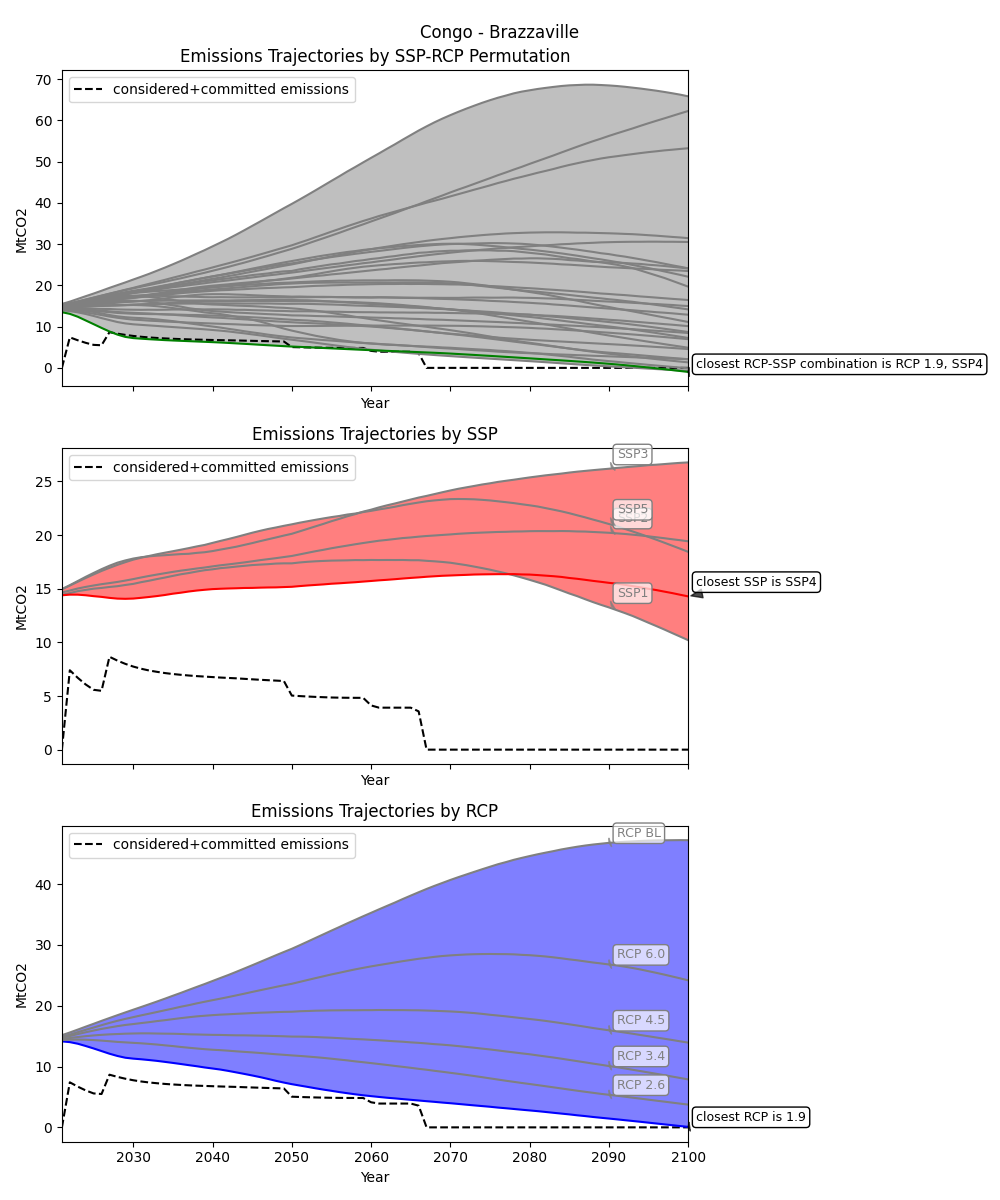 Congo - Brazzaville
Emissions Trajectories by SSP-RCP Permutation
considered+committed emissions
70
60
50
40
30
20
10
0
MtCO2
closest RCP-SSP combination is RCP 1.9, SSP4
Year
Emissions Trajectories by SSP
considered+committed emissions
SSP3
25
SSP5
20
15
10
5
0
MtCO2
closest SSP is SSP4
SSP1
Year
Emissions Trajectories by RCP
considered+committed emissions
RCP BL
40
30
20
10
0
MtCO2
RCP 6.0
RCP 4.5
RCP 3.4
RCP 2.6
closest RCP is 1.9
2030 2040 2050 2060 2070 2080 2090 2100
Year